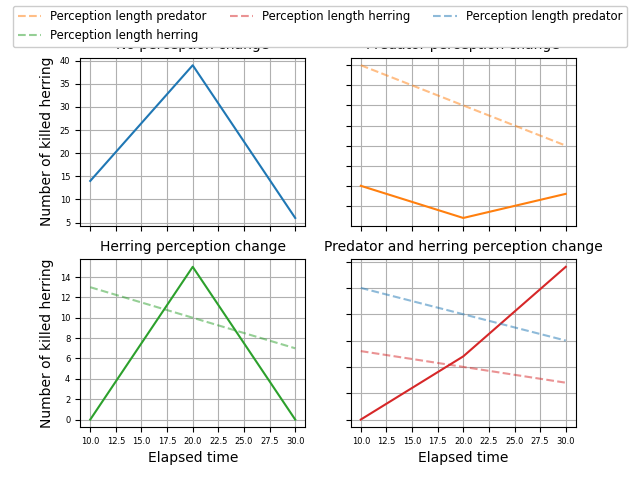 Perception length predator Perception length herring Perception length predator
Perception length herring
No perception change Predator perception change
Number of killed herring
40
35
30
25
20
15
10
5
Herring perception change Predator and herring perception change
Number of killed herring
14
12
10
8
6
4
2
0
10.0 12.5 15.0 17.5 20.0 22.5 25.0 27.5 30.0 10.0 12.5 15.0 17.5 20.0 22.5 25.0 27.5 30.0
Elapsed time Elapsed time